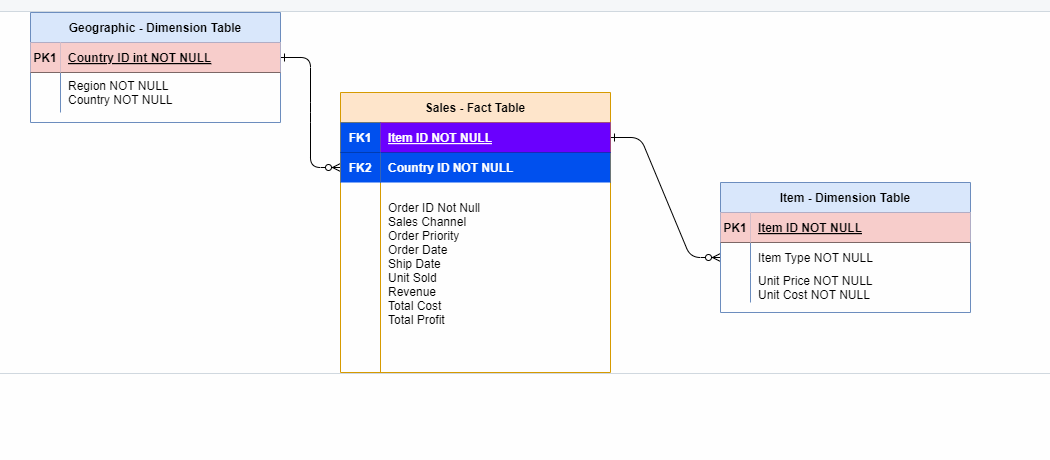 Geographic - Dimension Table
PK1 Country ID int NOT NULL
Region NOT NULL
Country NOT NULL
Sales - Fact Table
FK1 Item ID NOT NULL
FK2 Country ID NOT NULL
Order ID Not Null
Sales Channel
Order Priority
Order Date
Ship Date
Unit Sold
Revenue
Total Cost
Total Profit
Item - Dimension Table
PK1 Item ID NOT NULL
Item Type NOT NULL
Unit Price NOT NULL
Unit Cost NOT NULL